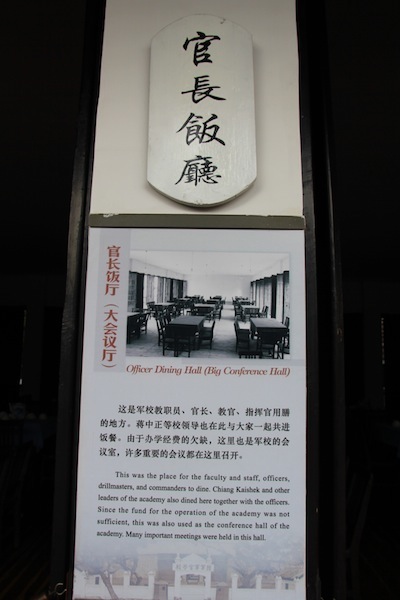 官長飯廳
官长饭厅（大会议厅）
Officer Dining Hall (Big Conference Hall)
这是军校教职员、官长、教官、指挥官用膳
的地方。蒋中正等校领导也在此与大家一起共进
饭餐。由于办学经费的欠缺，这里也是军校的会
议室，许多重要的会议都在这里召开。
This was the place for the faculty and staff, officers,
drillmasters, and commanders to dine. Chiang Kaishek and other
leaders of the academy also dined here together with the officers.
Since the fund for the operation of the academy was not
sufficient, this was also used as the conference hall of the
academy. Many important meetings were held in this hall.